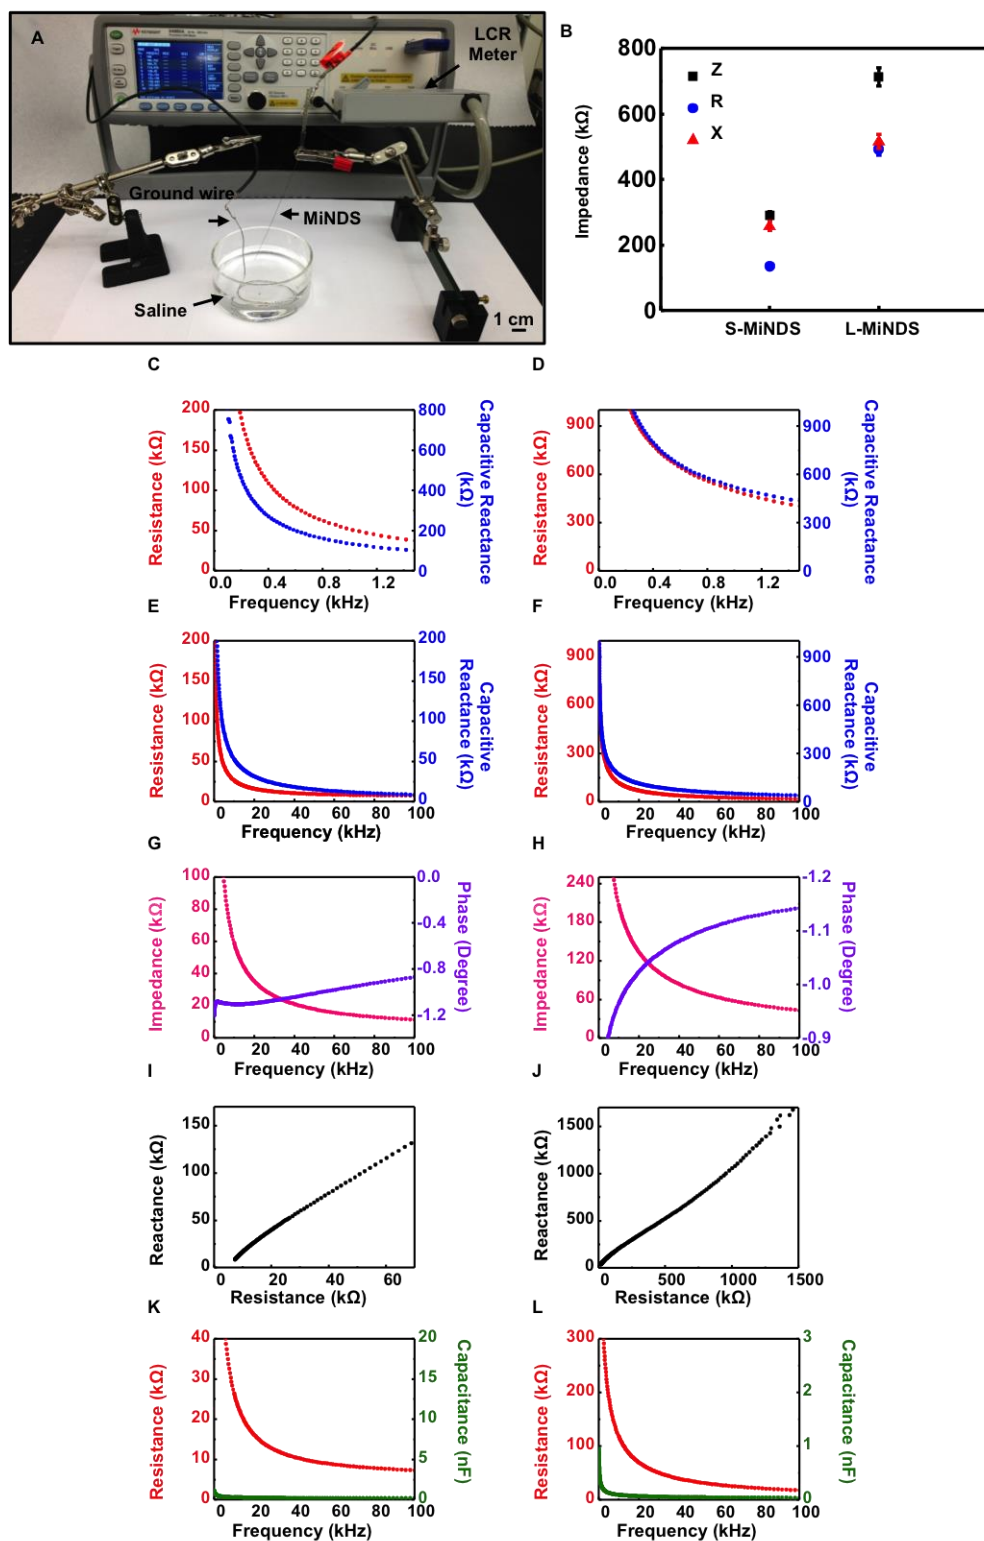 A
LCR
Meter
Ground wire
MiNDS
Saline
1 cm
B
800
600
400
200
0
Impedance (kΩ)
Z
R
X
S-MiNDS
L-MiNDS
C
200
150
100
50
0
Resistance (kΩ)
800
600
400
200
0
Capacitive Reactance
(kΩ)
0.0 0.4 0.8 1.2
Frequency (kHz)
D
900
600
300
0
Resistance (kΩ)
900
600
300
0
Capacitive Reactance
(kΩ)
0.0 0.4 0.8 1.2
Frequency (kHz)
E
200
150
100
50
0
Resistance (kΩ)
200
150
100
50
0
Capacitive
Reactance (kΩ)
0 20 40 60 80 100
Frequency (kHz)
F
900
600
300
0
Resistance (kΩ)
900
600
300
0
Capacitive
Reactance (kΩ)
0 20 40 60 80 100
Frequency (kHz)
G
100
80
60
40
20
0
Impedance (kΩ)
0.0
-0.4
-0.8
-1.2
Phase (Degree)
0 20 40 60 80 100
Frequency (kHz)
H
240
180
120
60
0
Impedance (kΩ)
-1.2
-1.1
-1.0
-0.9
Phase (Degree)
0 20 40 60 80 100
Frequency (kHz)
I
150
100
50
0
Reactance (kΩ)
0 20 40 60
Resistance (kΩ)
J
1500
1000
500
0
Reactance (kΩ)
0 500 1000 1500
Resistance (kΩ)
K
40
30
20
10
0
Resistance (kΩ)
20
15
10
5
0
Capacitance (nF)
0 20 40 60 80 100
Frequency (kHz)
L
300
200
100
0
Resistance (kΩ)
3
2
1
0
Capacitance (nF)
0 20 40 60 80 100
Frequency (kHz)